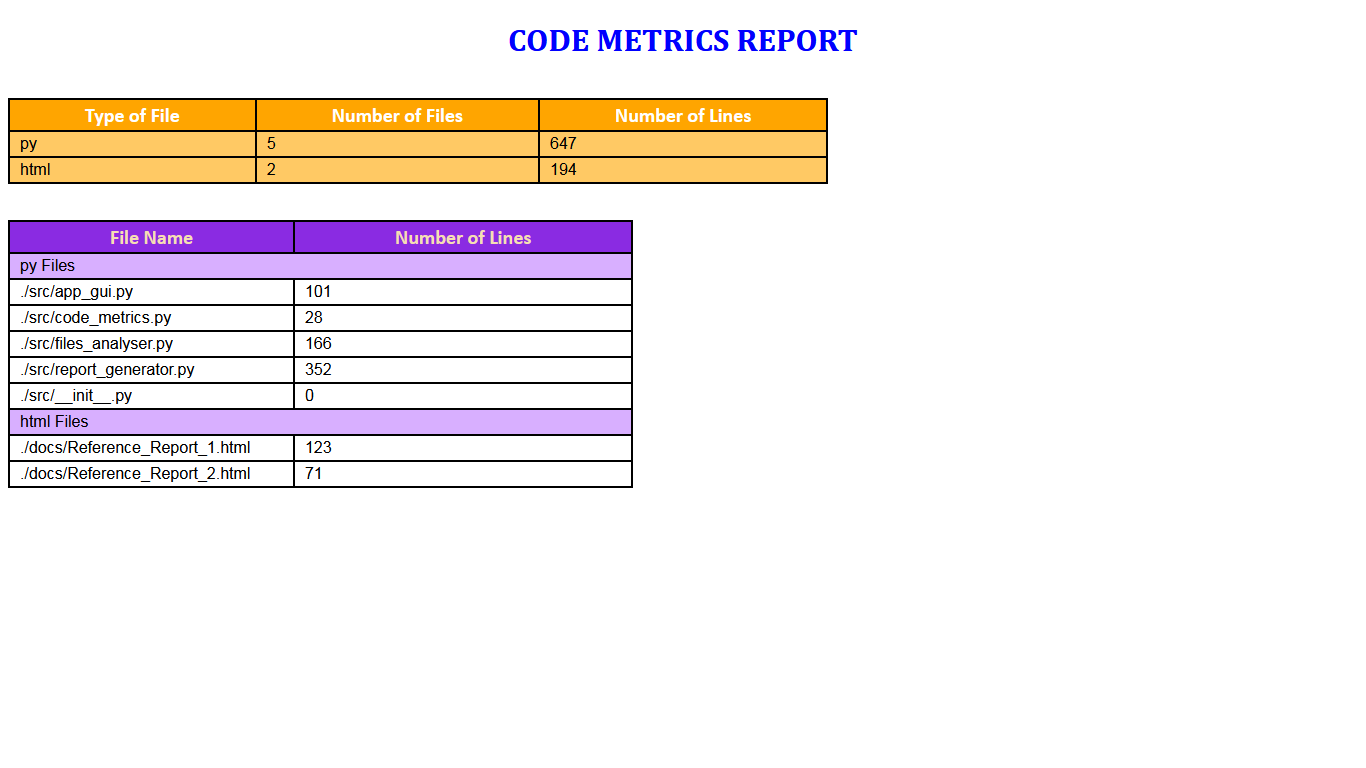 CODE METRICS REPORT
Type of File Number of Files Number of Lines
py 5 647
html 2 194
File Name Number of Lines
py Files
./src/app_gui.py 101
./src/code_metrics.py 28
./src/files_analyser.py 166
./src/report_generator.py 352
./src/__init__.py 0
html Files
./docs/Reference_Report_1.html 123
./docs/Reference_Report_2.html 71